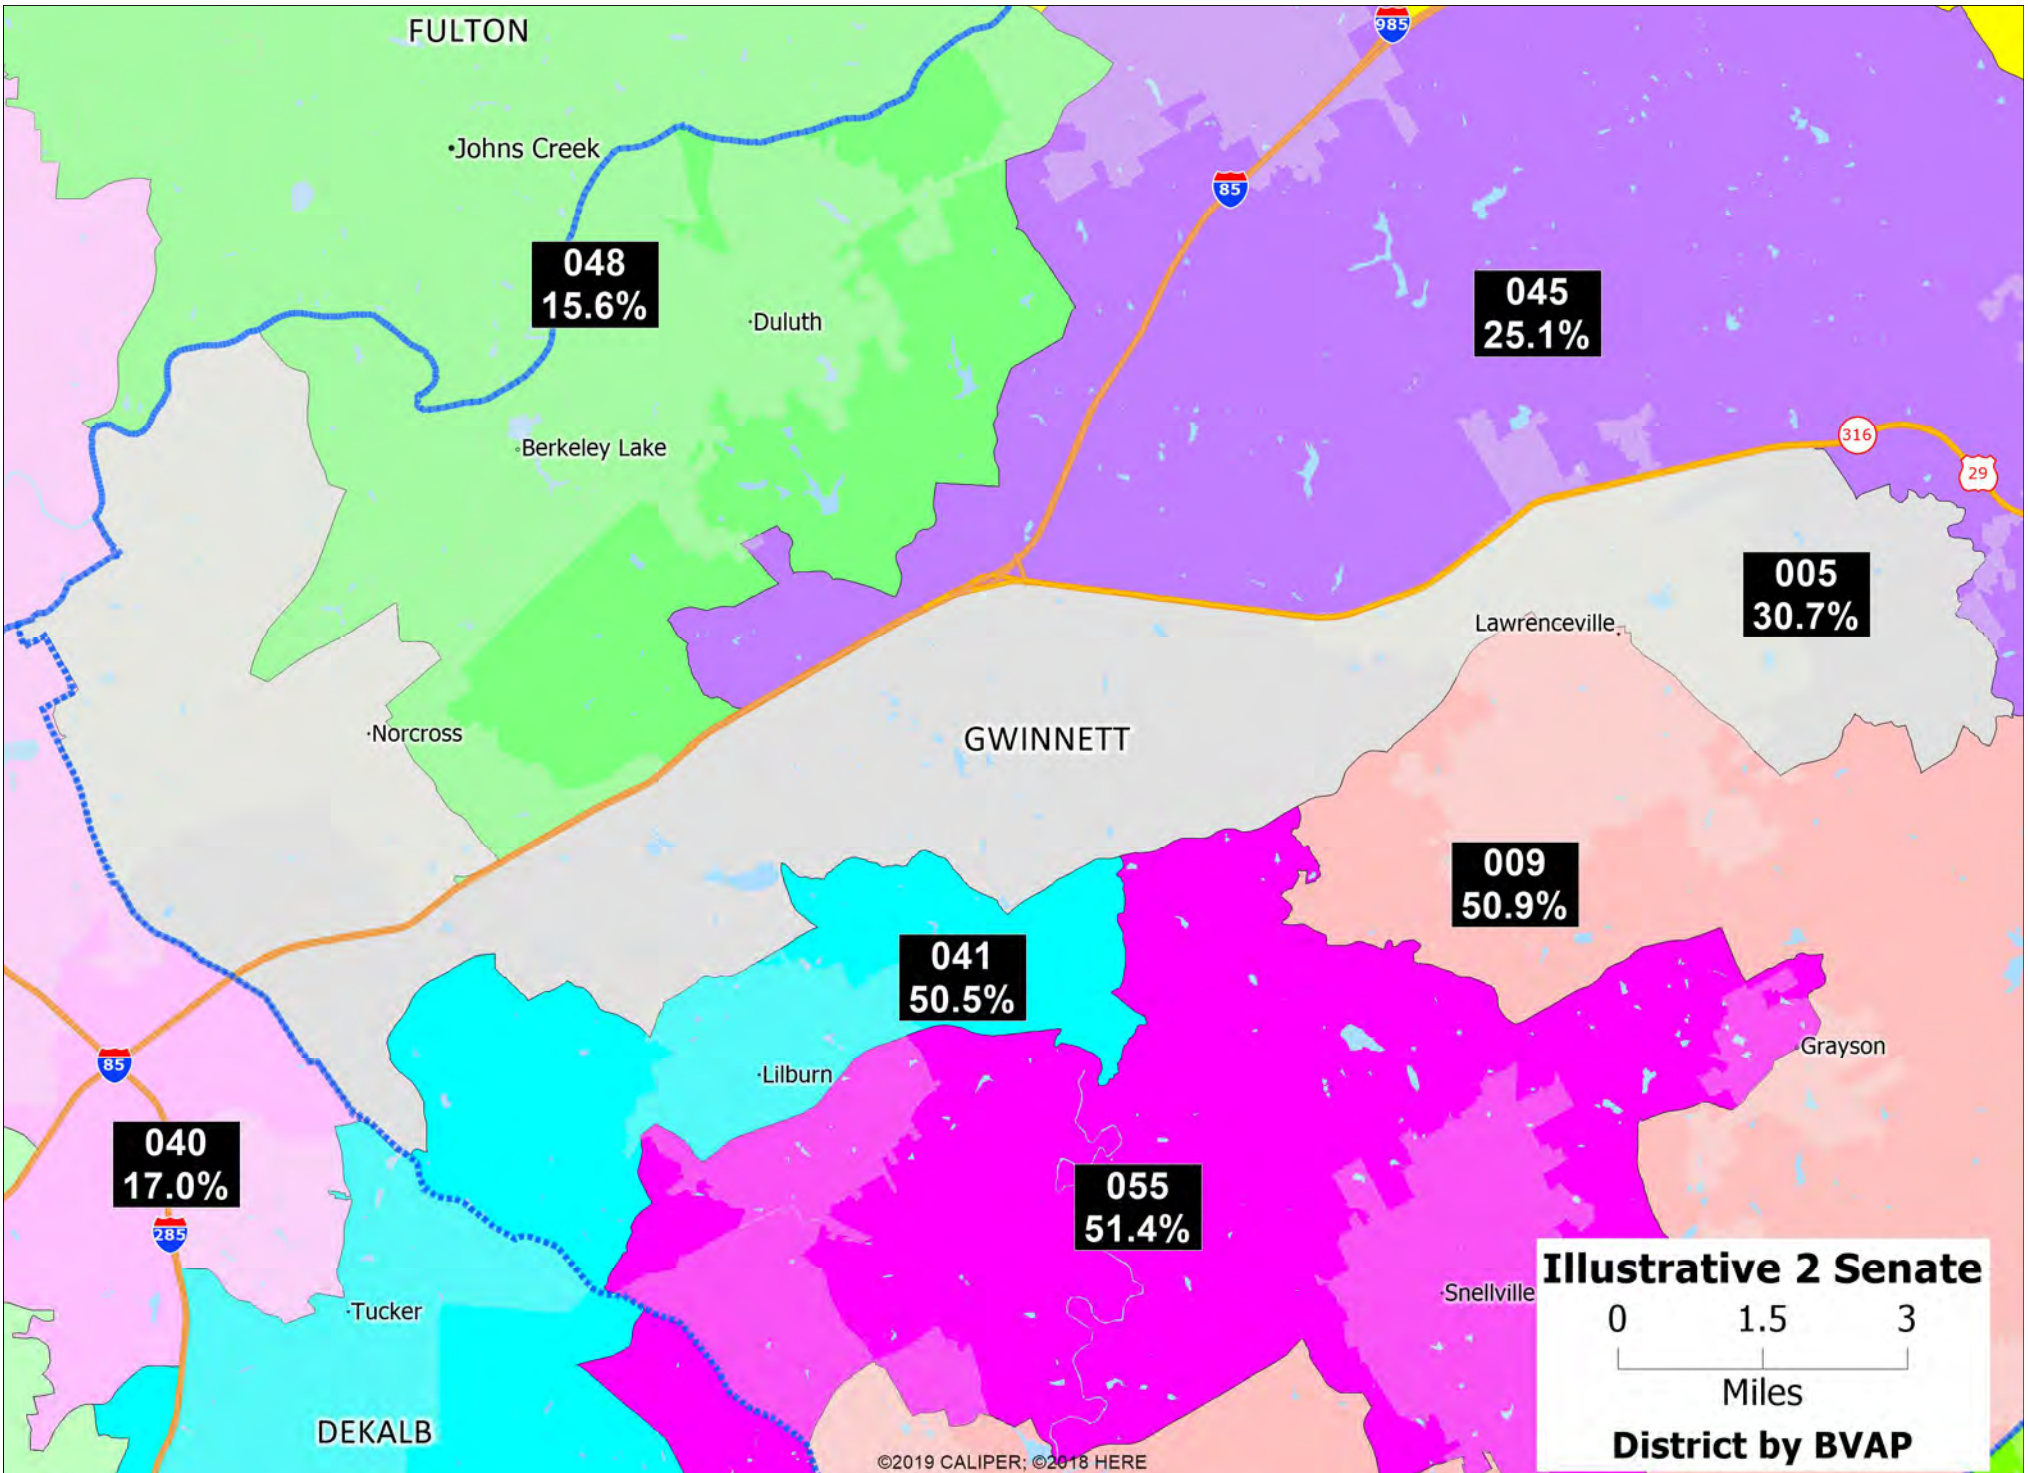 FULTON
985
Johns Creek
85
048
15.6%
045
25.1%
Duluth
316
Berkeley Lake
29
005
30.7%
Lawrenceville
Norcross
GWINNETT
009
50.9%
041
50.5%
Grayson
85
Lilburn
040
17.0%
055
51.4%
285
Snellville
Tucker
DEKALB
Illustrative 2 Senate
0 1.5 3
Miles
District by BVAP
©2019 CALIPER; ©2018 HERE